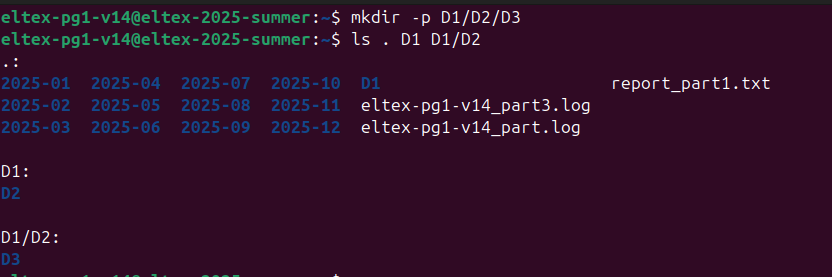 eltex-pg1-v14@eltex-2025-summer:~$ mkdir -p D1/D2/D3
eltex-pg1-v14@eltex-2025-summer:~$ ls . D1 D1/D2
.:
2025-01  2025-04  2025-07  2025-10  D1                       report_part1.txt
2025-02  2025-05  2025-08  2025-11  eltex-pg1-v14_part3.log
2025-03  2025-06  2025-09  2025-12  eltex-pg1-v14_part.log
D1:
D2
D1/D2:
D3